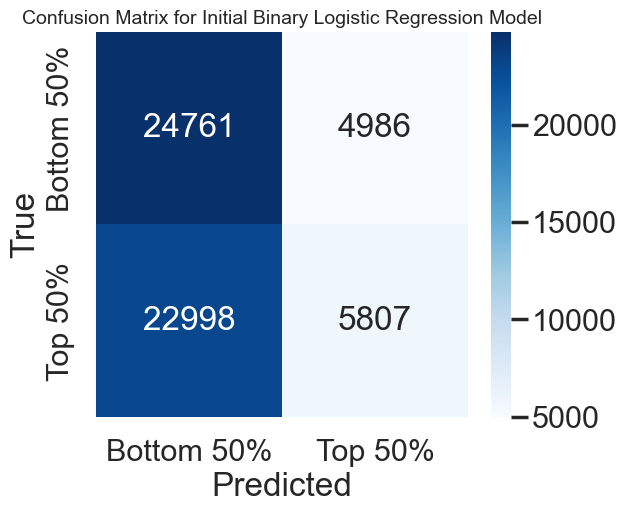 Confusion Matrix for Initial Binary Logistic Regression Model
True
Bottom 50%
Top 50%
24761 4986
22998 5807
Bottom 50% Top 50%
Predicted
20000
15000
10000
5000